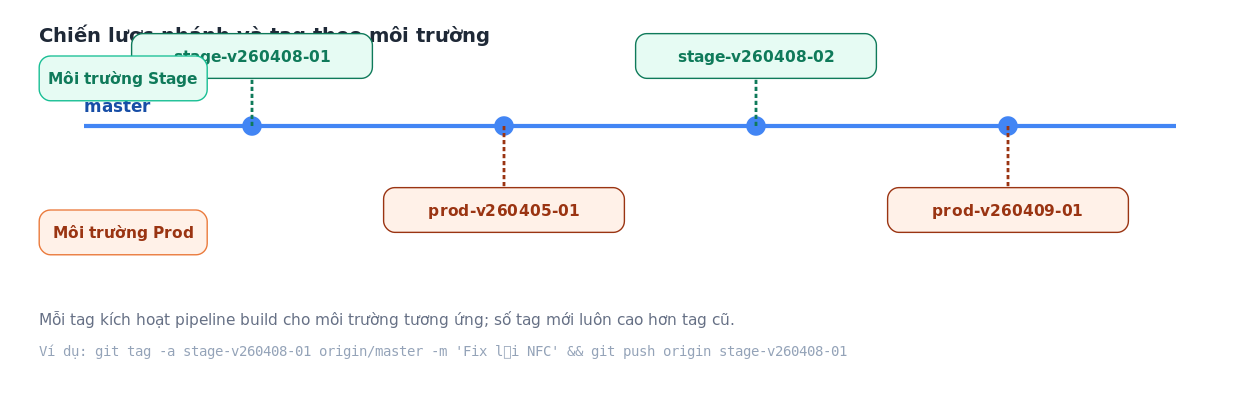 Chiến lược nhánh và tag theo môi trường
stage-v260408-01
stage-v260408-02
Môi trường Stage
master
prod-v260405-01
prod-v260409-01
Môi trường Prod
Mỗi tag kích hoạt pipeline build cho môi trường tương ứng; số tag mới luôn cao hơn tag cũ.
Ví dụ: git tag -a stage-v260408-01 origin/master -m 'Fix l▯i NFC' && git push origin stage-v260408-01